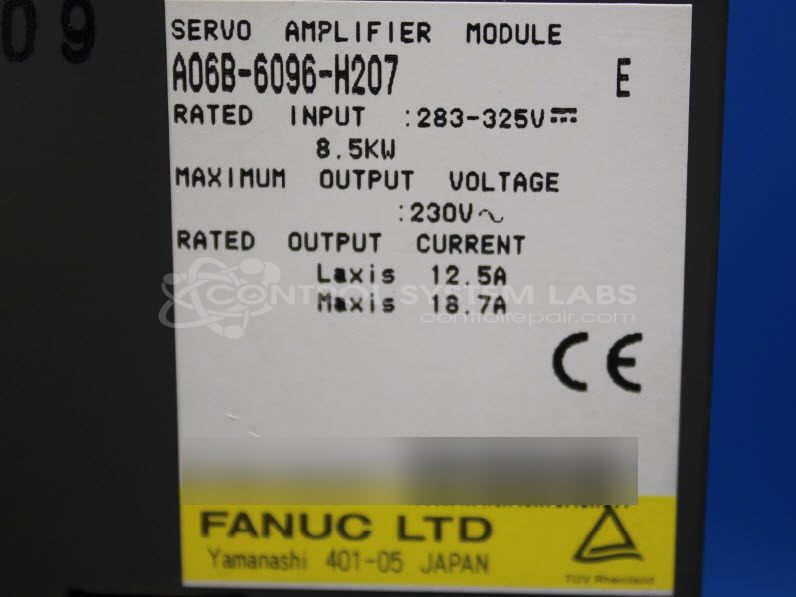 09
SERVO AMPLIFIER MODULE
A06B-6096-H207 E
RATED INPUT :283-325V⎓
8.5KW
MAXIMUM OUTPUT VOLTAGE
:230V~
RATED OUTPUT CURRENT
Laxis 12.5A
Maxis 18.7A
CONTROL SYSTEM LABS
controlrepair.com
CE
FANUC LTD
Yamanashi 401-05 JAPAN
TÜV Rheinland